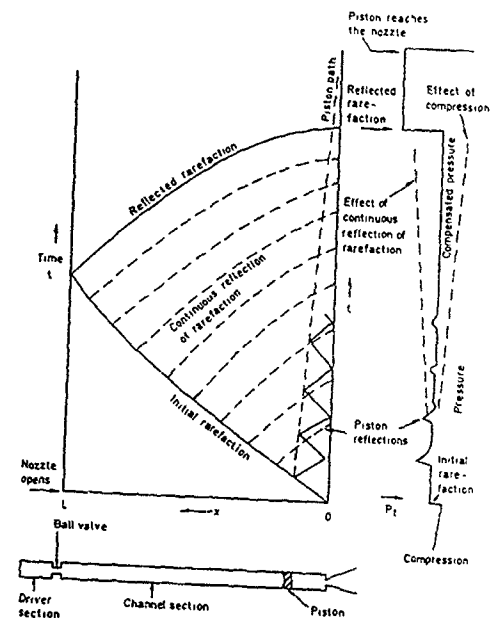 Piston reaches
the nozzle
Piston path
Reflected
rare-
faction
Effect of
compression
Reflected rarefaction
Compensated pressure
Effect of
continuous
reflection of
rarefaction
Time
t
Continuous reflection
of rarefaction
t
Pressure
Initial rarefaction
Piston
reflections
Initial
rare-
faction
Nozzle
opens
L
x
O
Pt
Compression
Ball valve
Driver
section
Channel section
Piston